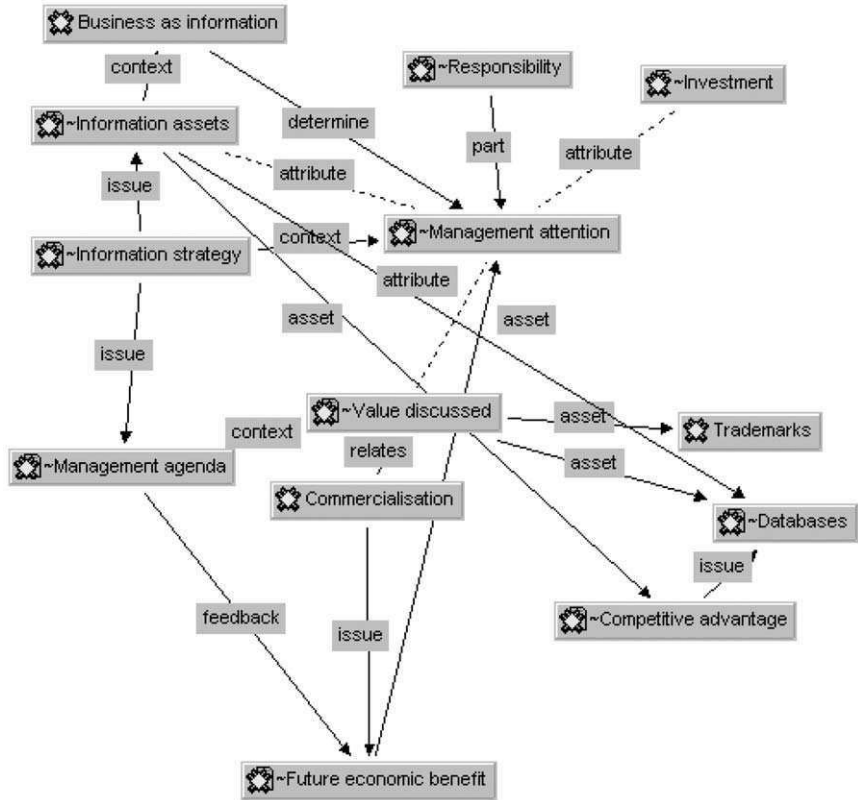 Business as information
context
~Responsibility
~Investment
~Information assets
determine
part
attribute
attribute
issue
~Management attention
context
~Information strategy
attribute
asset
asset
issue
~Value discussed
asset
Trademarks
context
relates
asset
~Management agenda
Commercialisation
~Databases
issue
feedback
issue
~Competitive advantage
~Future economic benefit